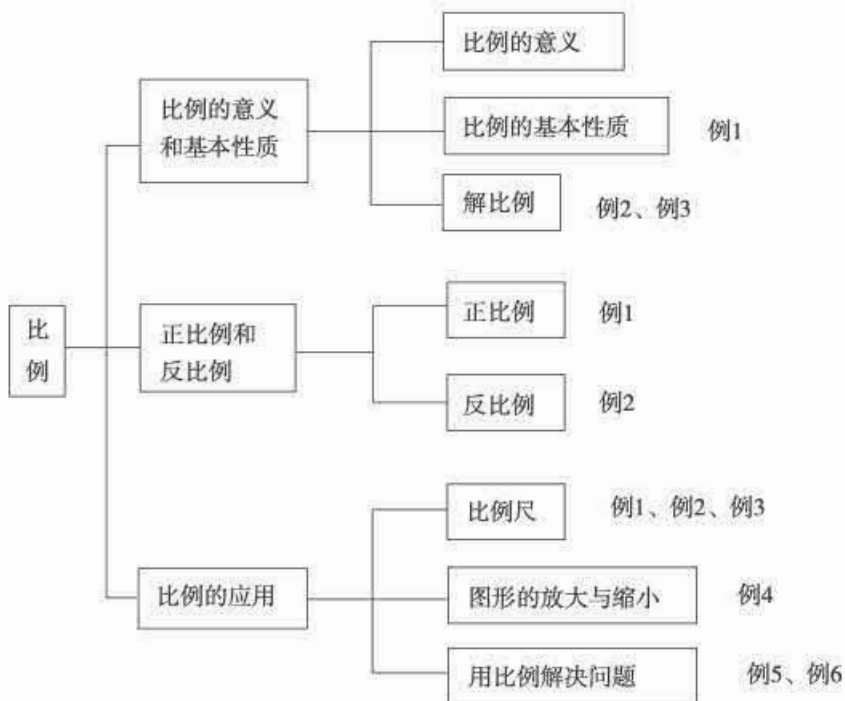 比例的意义
比例的意义
和基本性质
比例的基本性质 例1
解比例 例2、例3
比
例
正比例和
反比例
正比例 例1
反比例 例2
比例尺 例1、例2、例3
比例的应用
图形的放大与缩小 例4
用比例解决问题 例5、例6